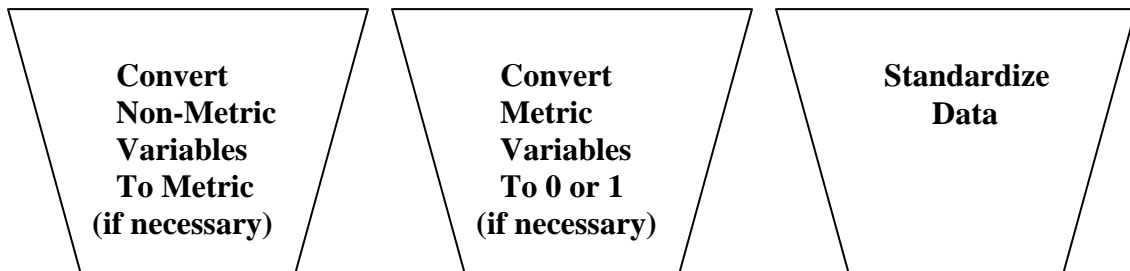 Convert
Non-Metric
Variables
To Metric
(if necessary)
Convert
Metric
Variables
To 0 or 1
(if necessary)
Standardize
Data